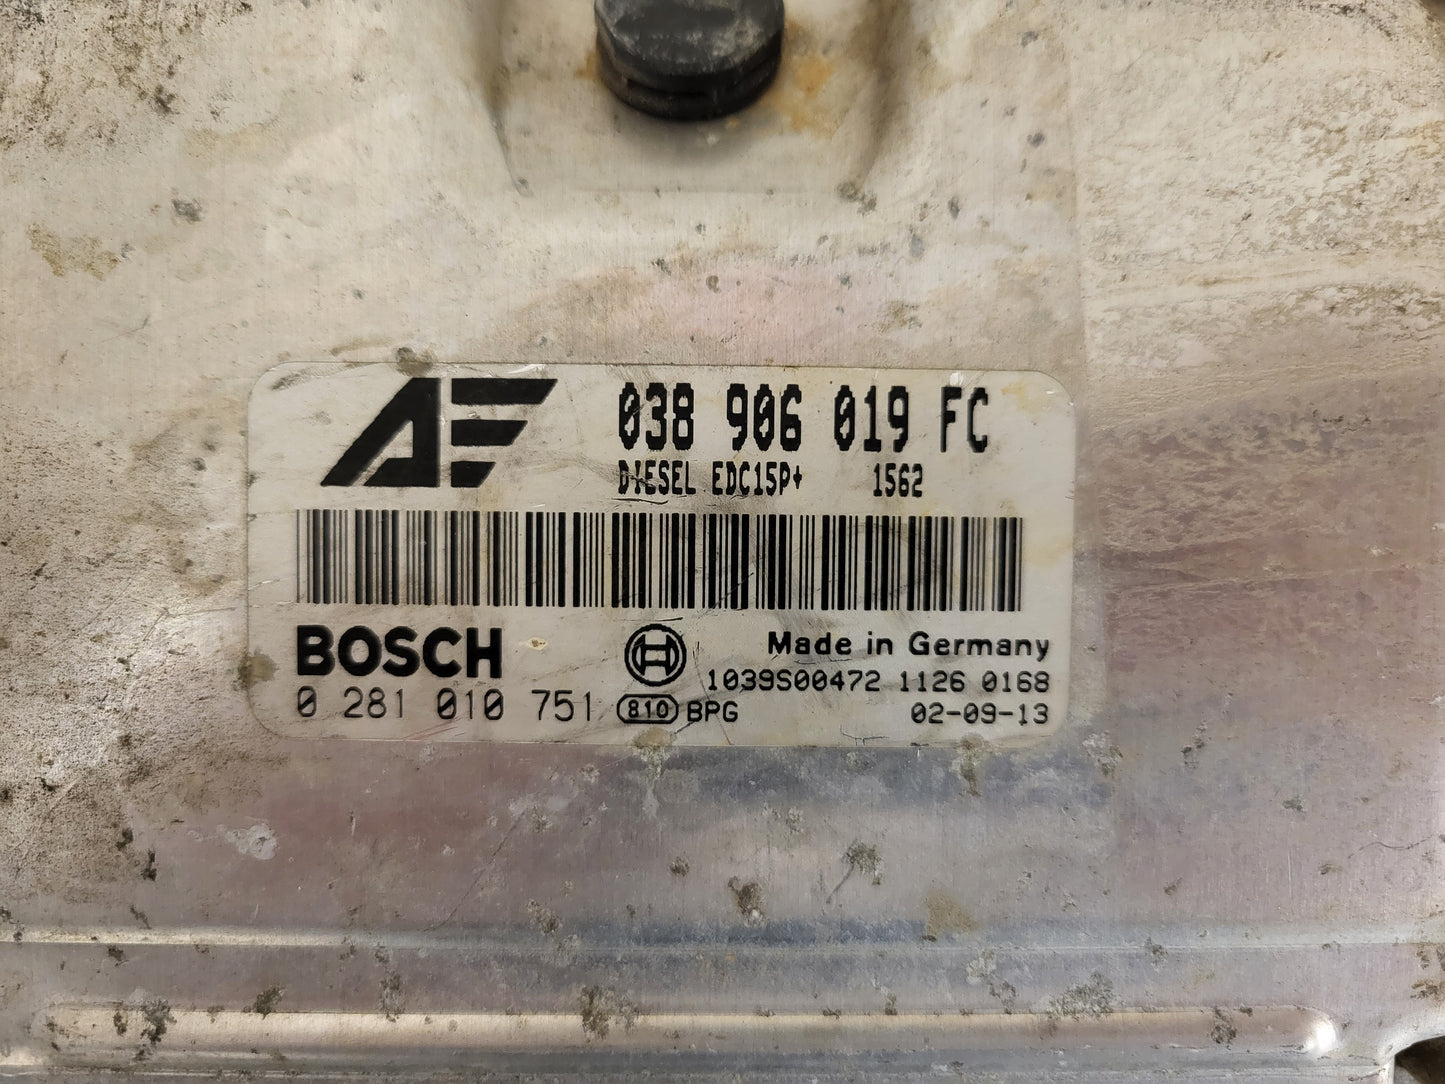 AF
038 906 019 FC
DIESEL EDC15P+ 1562
BOSCH
Made in Germany
1039S00472 1126 0168
0 281 010 751 810 BPG 02-09-13